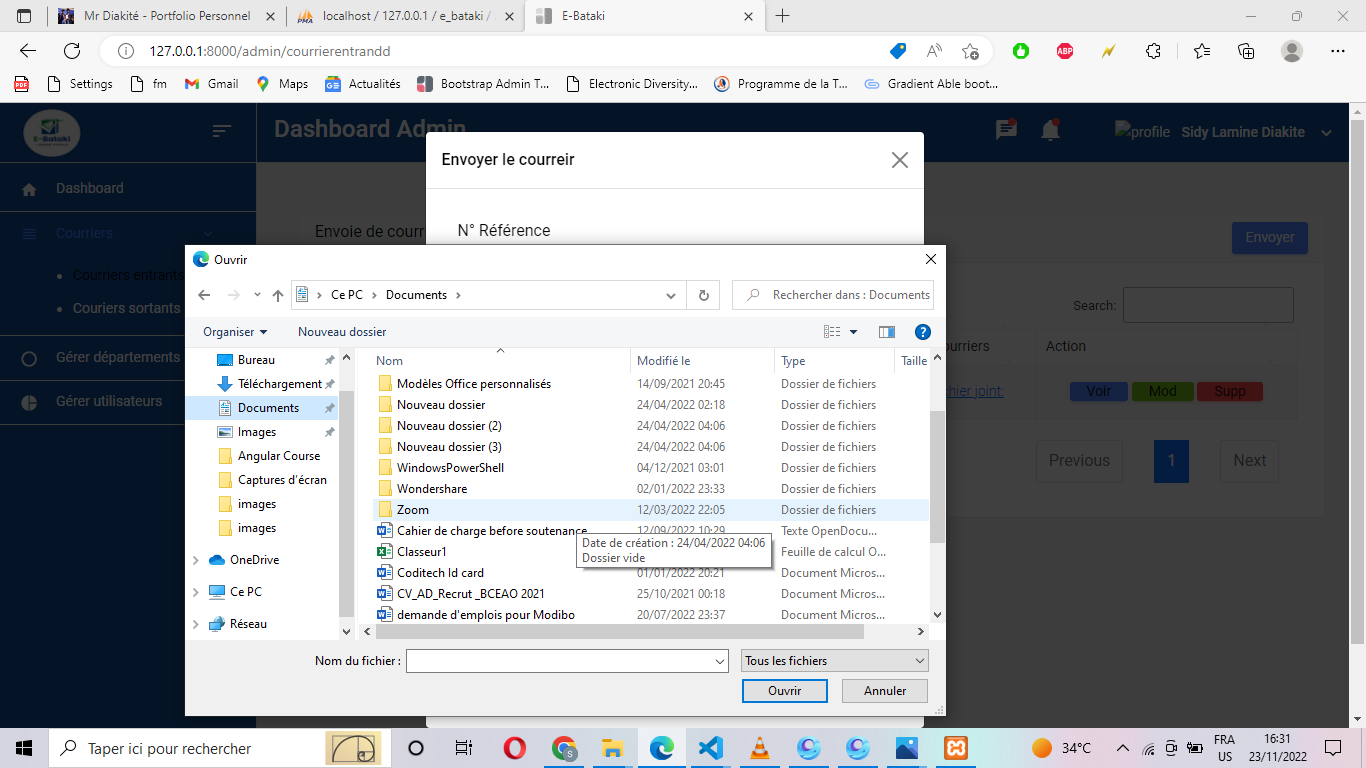 Mr Diakité - Portfolio Personnel
localhost / 127.0.0.1 / e_bataki /
E-Bataki
127.0.0.1:8000/admin/courrierentrandd
Settings
fm
Gmail
Maps
Actualités
Bootstrap Admin T...
Electronic Diversity...
Programme de la T...
Gradient Able boot...
E-Bataki
Dashboard Admin
profile
Sidy Lamine Diakite
Dashboard
Courriers
Courriers entrants
Courriers sortants
Gérer départements
Gérer utilisateurs
Envoyer le courreir
N° Référence
Envoie de courr
Envoyer
Search:
ourriers
Action
hier joint:
Voir
Mod
Supp
Previous
1
Next
Ouvrir
Ce PC
Documents
Rechercher dans : Documents
Organiser
Nouveau dossier
Bureau
Téléchargement
Documents
Images
Angular Course
Captures d'écran
images
images
OneDrive
Ce PC
Réseau
Nom Modifié le Type Taille
Modèles Office personnalisés 14/09/2021 20:45 Dossier de fichiers
Nouveau dossier 24/04/2022 02:18 Dossier de fichiers
Nouveau dossier (2) 24/04/2022 04:06 Dossier de fichiers
Nouveau dossier (3) 24/04/2022 04:06 Dossier de fichiers
WindowsPowerShell 04/12/2021 03:01 Dossier de fichiers
Wondershare 02/01/2022 23:33 Dossier de fichiers
Zoom 12/03/2022 22:05 Dossier de fichiers
Cahier de charge before soutenance 12/09/2022 10:29 Texte OpenDocu...
Classeur1 Feuille de calcul O...
Coditech Id card 01/01/2022 20:21 Document Micros...
CV_AD_Recrut _BCEAO 2021 25/10/2021 00:18 Document Micros...
demande d'emplois pour Modibo 20/07/2022 23:37 Document Micros...
Date de création : 24/04/2022 04:06
Dossier vide
Nom du fichier :
Tous les fichiers
Ouvrir
Annuler
Taper ici pour rechercher
34°C
FRA
US
16:31
23/11/2022